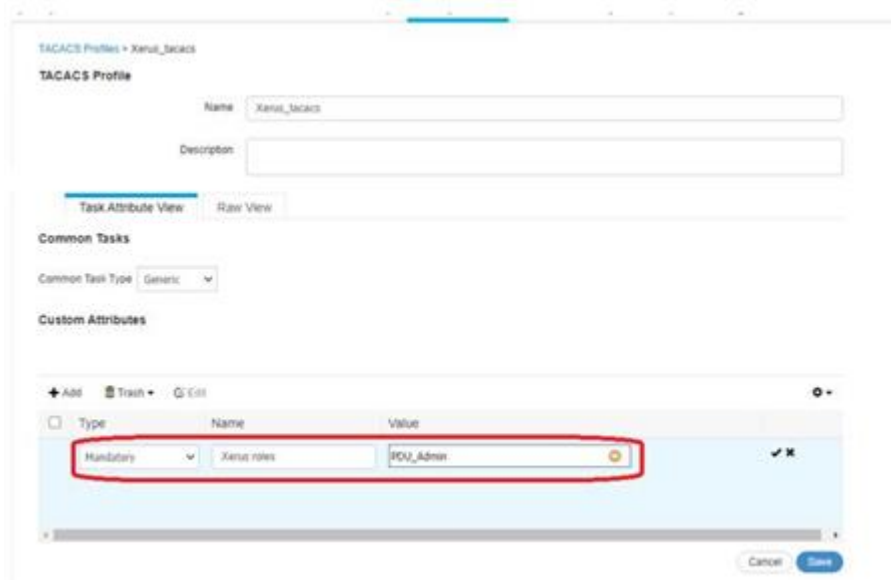 TACACS Profiles > Xerus_tacacs
TACACS Profile
Name Xerus_tacacs
Description
Task Attribute View Raw View
Common Tasks
Common Task Type Generic
Custom Attributes
Add Trash Edit
Type Name Value
Mandatory Xerus roles PDU_Admin
Cancel Save